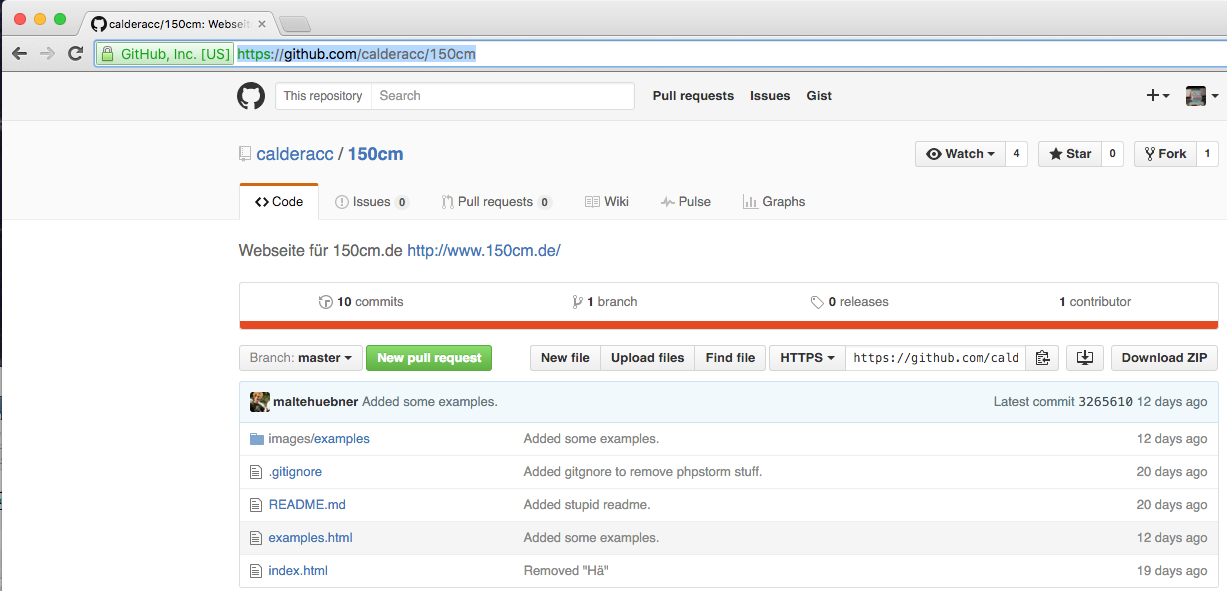 calderacc/150cm: Webseit
GitHub, Inc. [US] https://github.com/calderacc/150cm
This repository Search Pull requests Issues Gist
calderacc / 150cm Watch 4 Star 0 Fork 1
Code Issues 0 Pull requests 0 Wiki Pulse Graphs
Webseite für 150cm.de http://www.150cm.de/
10 commits 1 branch 0 releases 1 contributor
Branch: master New pull request New file Upload files Find file HTTPS https://github.com/cald Download ZIP
maltehuebner Added some examples. Latest commit 3265610 12 days ago
images/examples Added some examples. 12 days ago
.gitignore Added gitgnore to remove phpstorm stuff. 20 days ago
README.md Added stupid readme. 20 days ago
examples.html Added some examples. 12 days ago
index.html Removed "Hä" 19 days ago